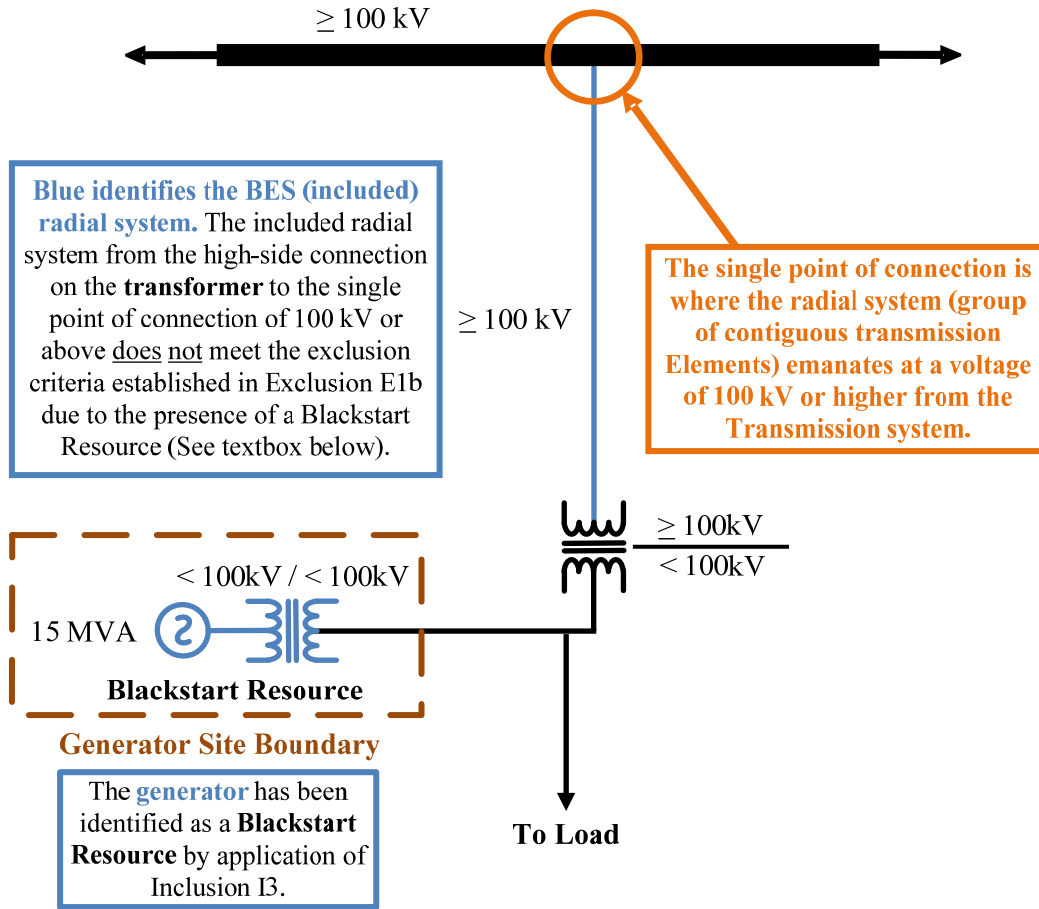 ≥ 100 kV
Blue identifies the BES (included)
radial system. The included radial
system from the high-side connection
on the transformer to the single
point of connection of 100 kV or
above does not meet the exclusion
criteria established in Exclusion E1b
due to the presence of a Blackstart
Resource (See textbox below).
≥ 100 kV
The single point of connection is
where the radial system (group
of contiguous transmission
Elements) emanates at a voltage
of 100 kV or higher from the
Transmission system.
≥ 100kV
< 100kV
< 100kV / < 100kV
15 MVA
Blackstart Resource
Generator Site Boundary
The generator has been
identified as a Blackstart
Resource by application of
Inclusion I3.
To Load